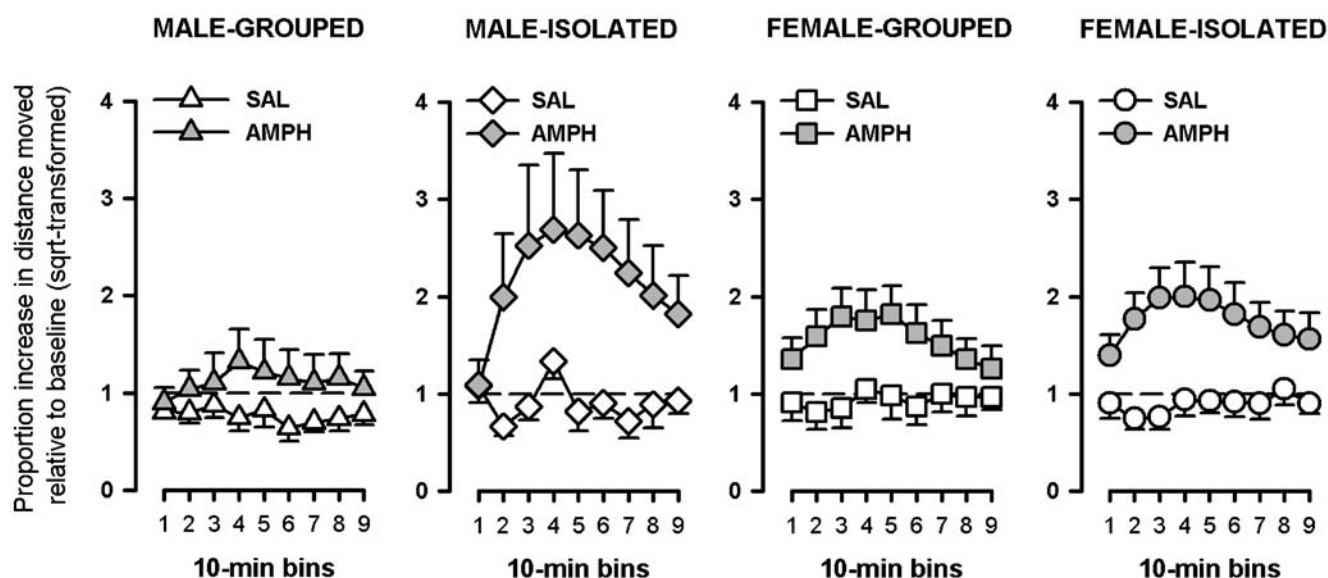 MALE-GROUPED
MALE-ISOLATED
FEMALE-GROUPED
FEMALE-ISOLATED
Proportion increase in distance moved
relative to baseline (sqrt-transformed)
4
3
2
1
0
SAL
AMPH
1 2 3 4 5 6 7 8 9
10-min bins
4
3
2
1
0
SAL
AMPH
1 2 3 4 5 6 7 8 9
10-min bins
4
3
2
1
0
SAL
AMPH
1 2 3 4 5 6 7 8 9
10-min bins
4
3
2
1
0
SAL
AMPH
1 2 3 4 5 6 7 8 9
10-min bins